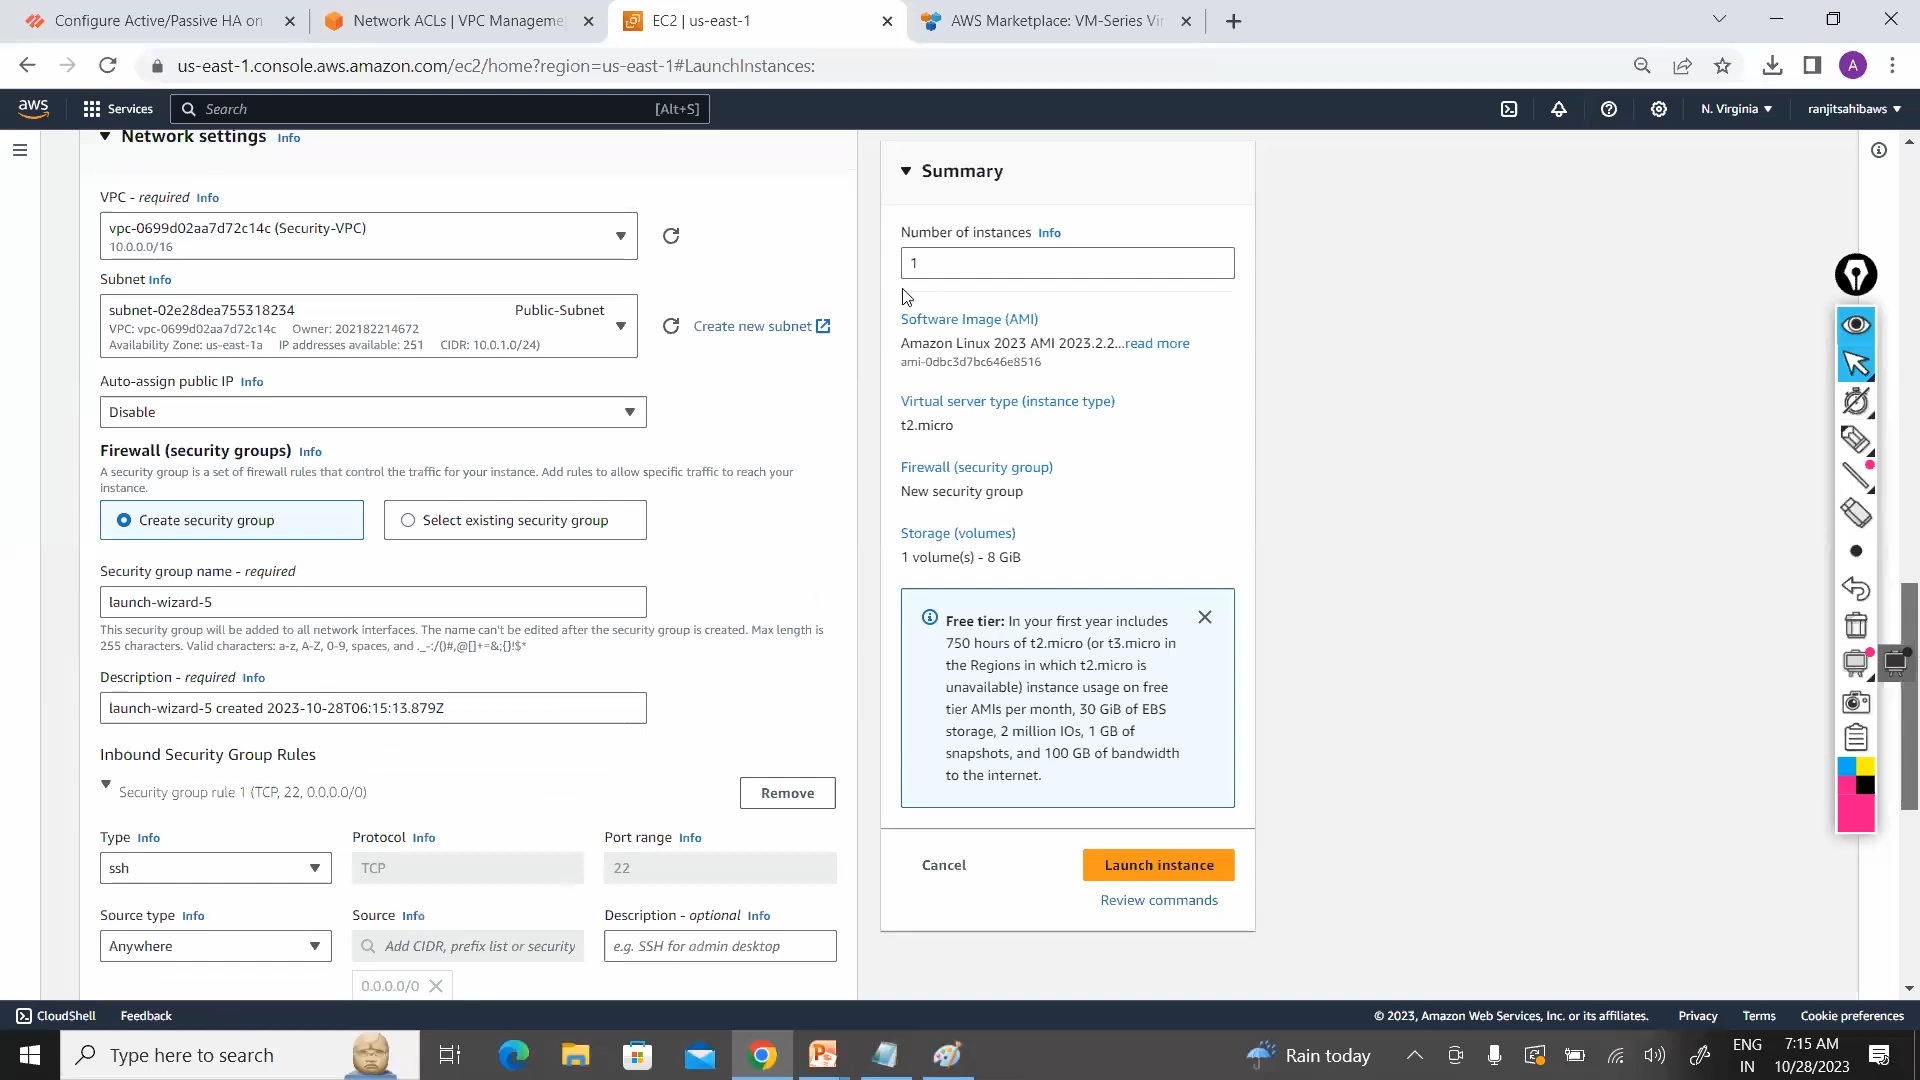 Configure Active/Passive HA on
Network ACLs | VPC Manageme
EC2 | us-east-1
AWS Marketplace: VM-Series Vir
us-east-1.console.aws.amazon.com/ec2/home?region=us-east-1#LaunchInstances:
A
aws
Services
Search
[Alt+S]
N. Virginia
ranjitsahibaws
Network settings Info
VPC - required Info
vpc-0699d02aa7d72c14c (Security-VPC)
10.0.0.0/16
Subnet Info
subnet-02e28dea755318234 Public-Subnet
VPC: vpc-0699d02aa7d72c14c Owner: 202182214672
Availability Zone: us-east-1a IP addresses available: 251 CIDR: 10.0.1.0/24)
Create new subnet
Auto-assign public IP Info
Disable
Firewall (security groups) Info
A security group is a set of firewall rules that control the traffic for your instance. Add rules to allow specific traffic to reach your
instance.
Create security group
Select existing security group
Security group name - required
launch-wizard-5
This security group will be added to all network interfaces. The name can't be edited after the security group is created. Max length is
255 characters. Valid characters: a-z, A-Z, 0-9, spaces, and ._-:/()#,@[]+=&;{}!$*
Description - required Info
launch-wizard-5 created 2023-10-28T06:15:13.879Z
Inbound Security Group Rules
Security group rule 1 (TCP, 22, 0.0.0.0/0)
Remove
Type Info
Protocol Info
Port range Info
ssh
TCP
22
Source type Info
Source Info
Description - optional Info
Anywhere
Add CIDR, prefix list or security
e.g. SSH for admin desktop
0.0.0.0/0
Summary
Number of instances Info
1
Software Image (AMI)
Amazon Linux 2023 AMI 2023.2.2...read more
ami-0dbc3d7bc646e8516
Virtual server type (instance type)
t2.micro
Firewall (security group)
New security group
Storage (volumes)
1 volume(s) - 8 GiB
Free tier: In your first year includes
750 hours of t2.micro (or t3.micro in
the Regions in which t2.micro is
unavailable) instance usage on free
tier AMIs per month, 30 GiB of EBS
storage, 2 million IOs, 1 GB of
snapshots, and 100 GB of bandwidth
to the internet.
Cancel
Launch instance
Review commands
CloudShell
Feedback
© 2023, Amazon Web Services, Inc. or its affiliates.
Privacy
Terms
Cookie preferences
Type here to search
Rain today
ENG
IN
7:15 AM
10/28/2023